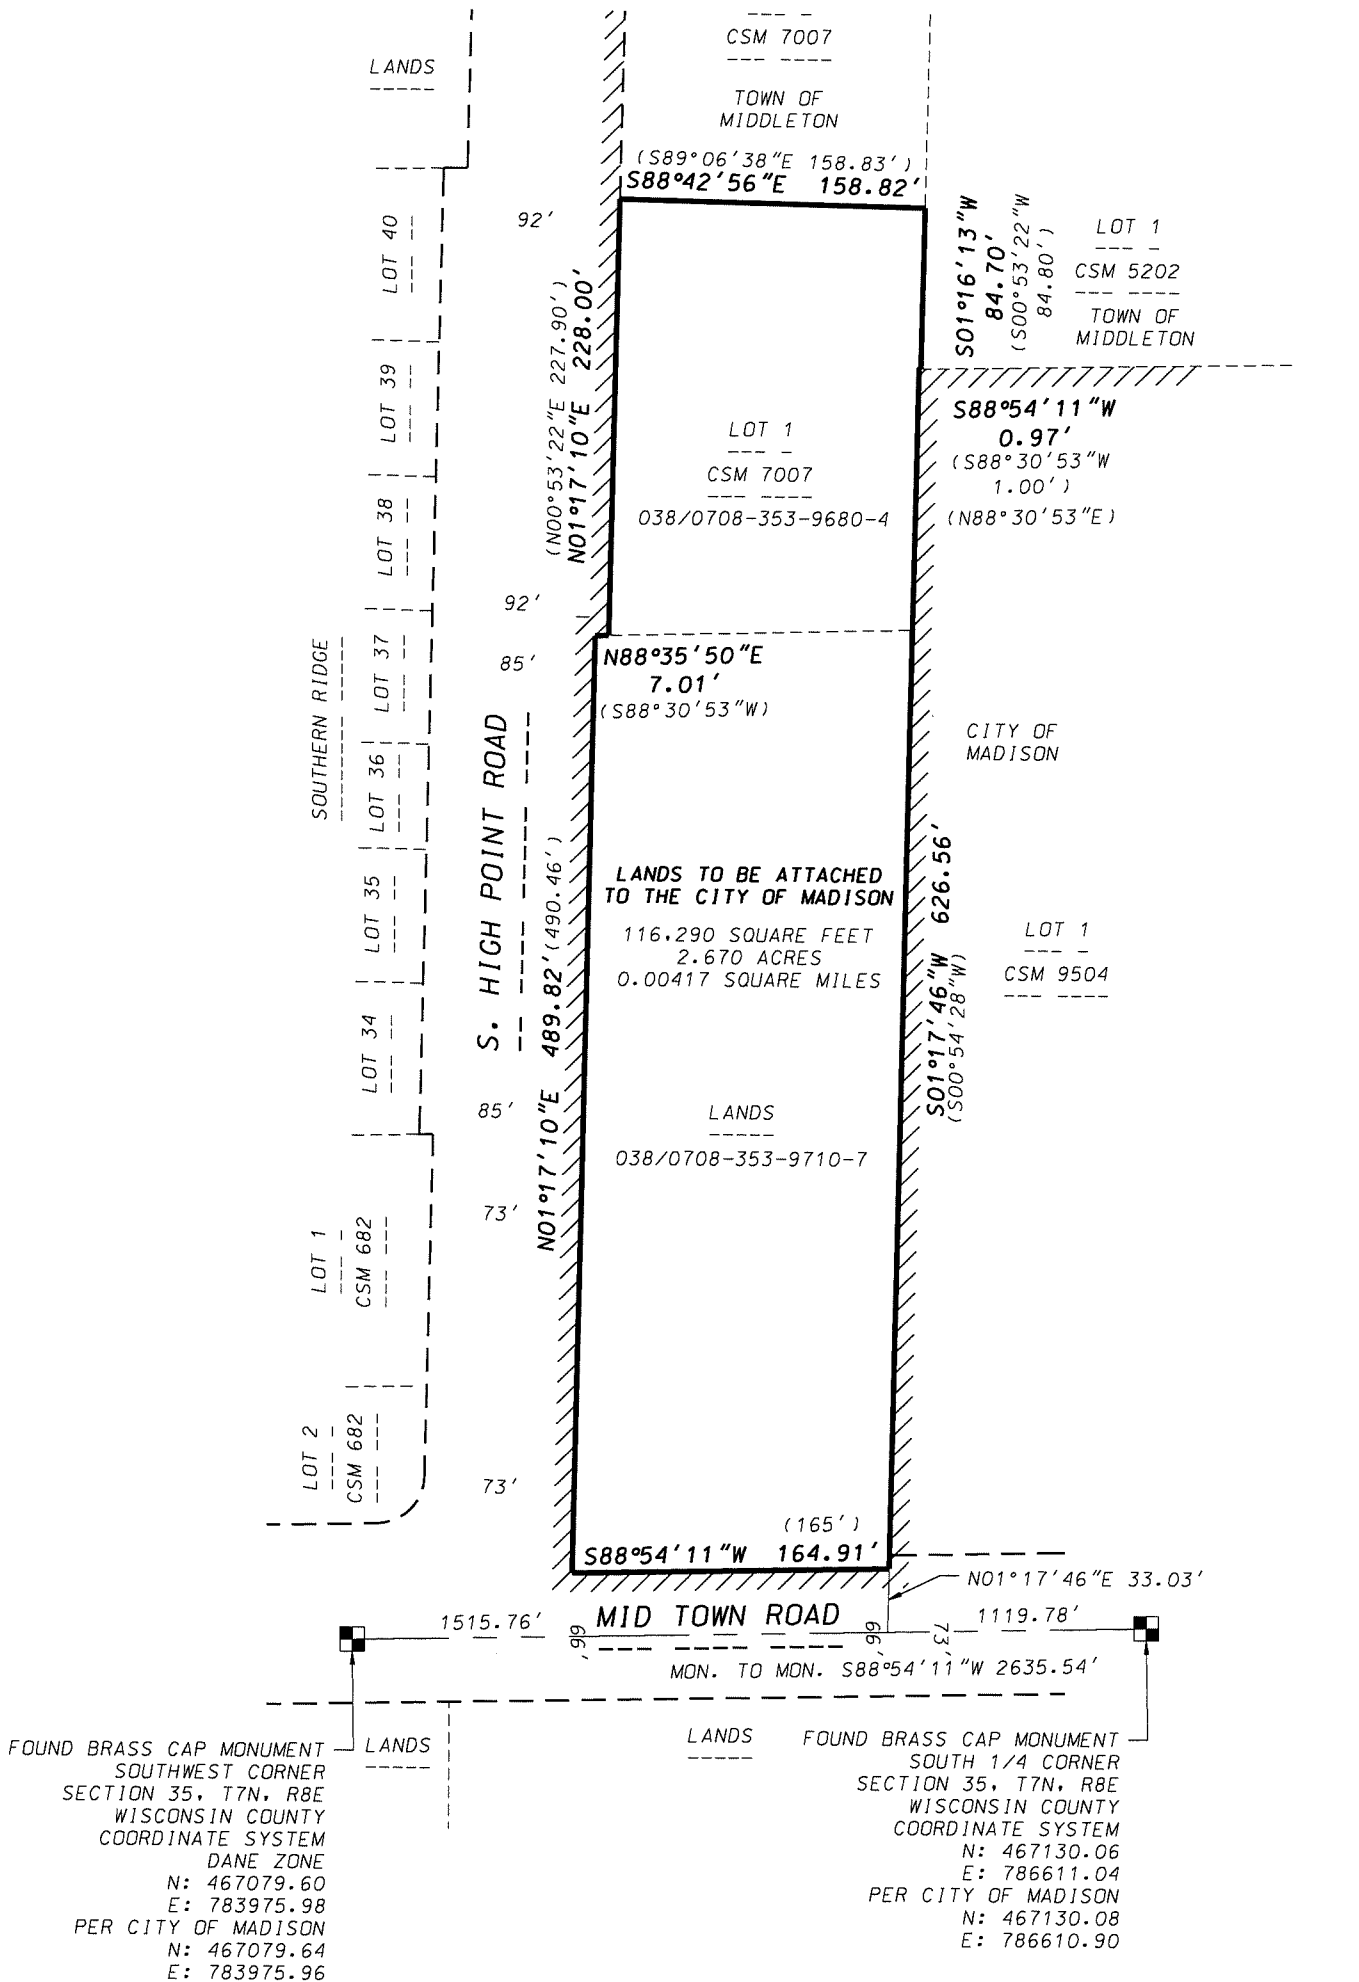 CSM 7007
TOWN OF
MIDDLETON
LANDS
(S89°06'38"E 158.83')
S88°42'56"E 158.82'
92'
LOT 40
LOT 39
LOT 38
LOT 37
LOT 36
LOT 35
LOT 34
SOUTHERN RIDGE
(N00°53'22"E 227.90')
N01°17'10"E 228.00'
S01°16'13"W
84.70'
(S00°53'22"W
84.80')
LOT 1
CSM 5202
TOWN OF
MIDDLETON
S88°54'11"W
0.97'
(S88°30'53"W
1.00')
(N88°30'53"E)
LOT 1
CSM 7007
038/0708-353-9680-4
92'
85'
N88°35'50"E
7.01'
(S88°30'53"W)
CITY OF
MADISON
S. HIGH POINT ROAD
N01°17'10"E 489.82' (490.46')
LANDS TO BE ATTACHED
TO THE CITY OF MADISON
116,290 SQUARE FEET
2.670 ACRES
0.00417 SQUARE MILES
S01°17'46"W 626.56'
(S00°54'28"W)
LOT 1
CSM 9504
85'
LANDS
038/0708-353-9710-7
73'
LOT 1
CSM 682
LOT 2
CSM 682
73'
(165')
S88°54'11"W 164.91'
N01°17'46"E 33.03'
1515.76'
66'
MID TOWN ROAD
66'
73'
1119.78'
MON. TO MON. S88°54'11"W 2635.54'
FOUND BRASS CAP MONUMENT
SOUTHWEST CORNER
SECTION 35, T7N, R8E
WISCONSIN COUNTY
COORDINATE SYSTEM
DANE ZONE
N: 467079.60
E: 783975.98
PER CITY OF MADISON
N: 467079.64
E: 783975.96
LANDS
LANDS
FOUND BRASS CAP MONUMENT
SOUTH 1/4 CORNER
SECTION 35, T7N, R8E
WISCONSIN COUNTY
COORDINATE SYSTEM
N: 467130.06
E: 786611.04
PER CITY OF MADISON
N: 467130.08
E: 786610.90